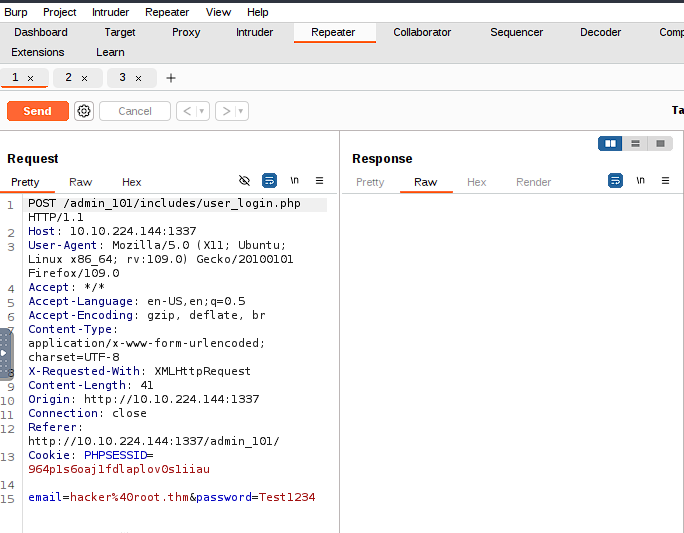 Burp Project Intruder Repeater View Help
Dashboard Target Proxy Intruder Repeater Collaborator Sequencer Decoder Comp
Extensions Learn
1 × 2 × 3 × +
Send Cancel < > Ta
Request
Response
Pretty Raw Hex \n
Pretty Raw Hex Render \n
1 POST /admin_101/includes/user_login.php
HTTP/1.1
2 Host: 10.10.224.144:1337
3 User-Agent: Mozilla/5.0 (X11; Ubuntu;
Linux x86_64; rv:109.0) Gecko/20100101
Firefox/109.0
4 Accept: */*
5 Accept-Language: en-US,en;q=0.5
6 Accept-Encoding: gzip, deflate, br
7 Content-Type:
application/x-www-form-urlencoded;
charset=UTF-8
8 X-Requested-With: XMLHttpRequest
9 Content-Length: 41
10 Origin: http://10.10.224.144:1337
11 Connection: close
12 Referer:
http://10.10.224.144:1337/admin_101/
13 Cookie: PHPSESSID=
964p1s6oaj1fdlaplov0s1iiau
14
15 email=hacker%40root.thm&password=Test1234